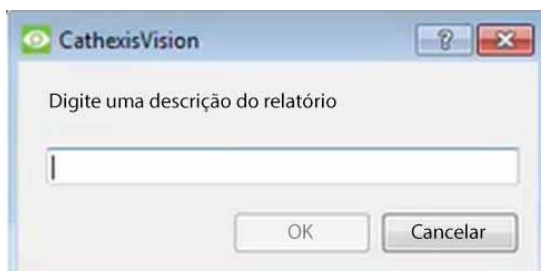 CathexisVision
?
Digite uma descrição do relatório
OK
Cancelar